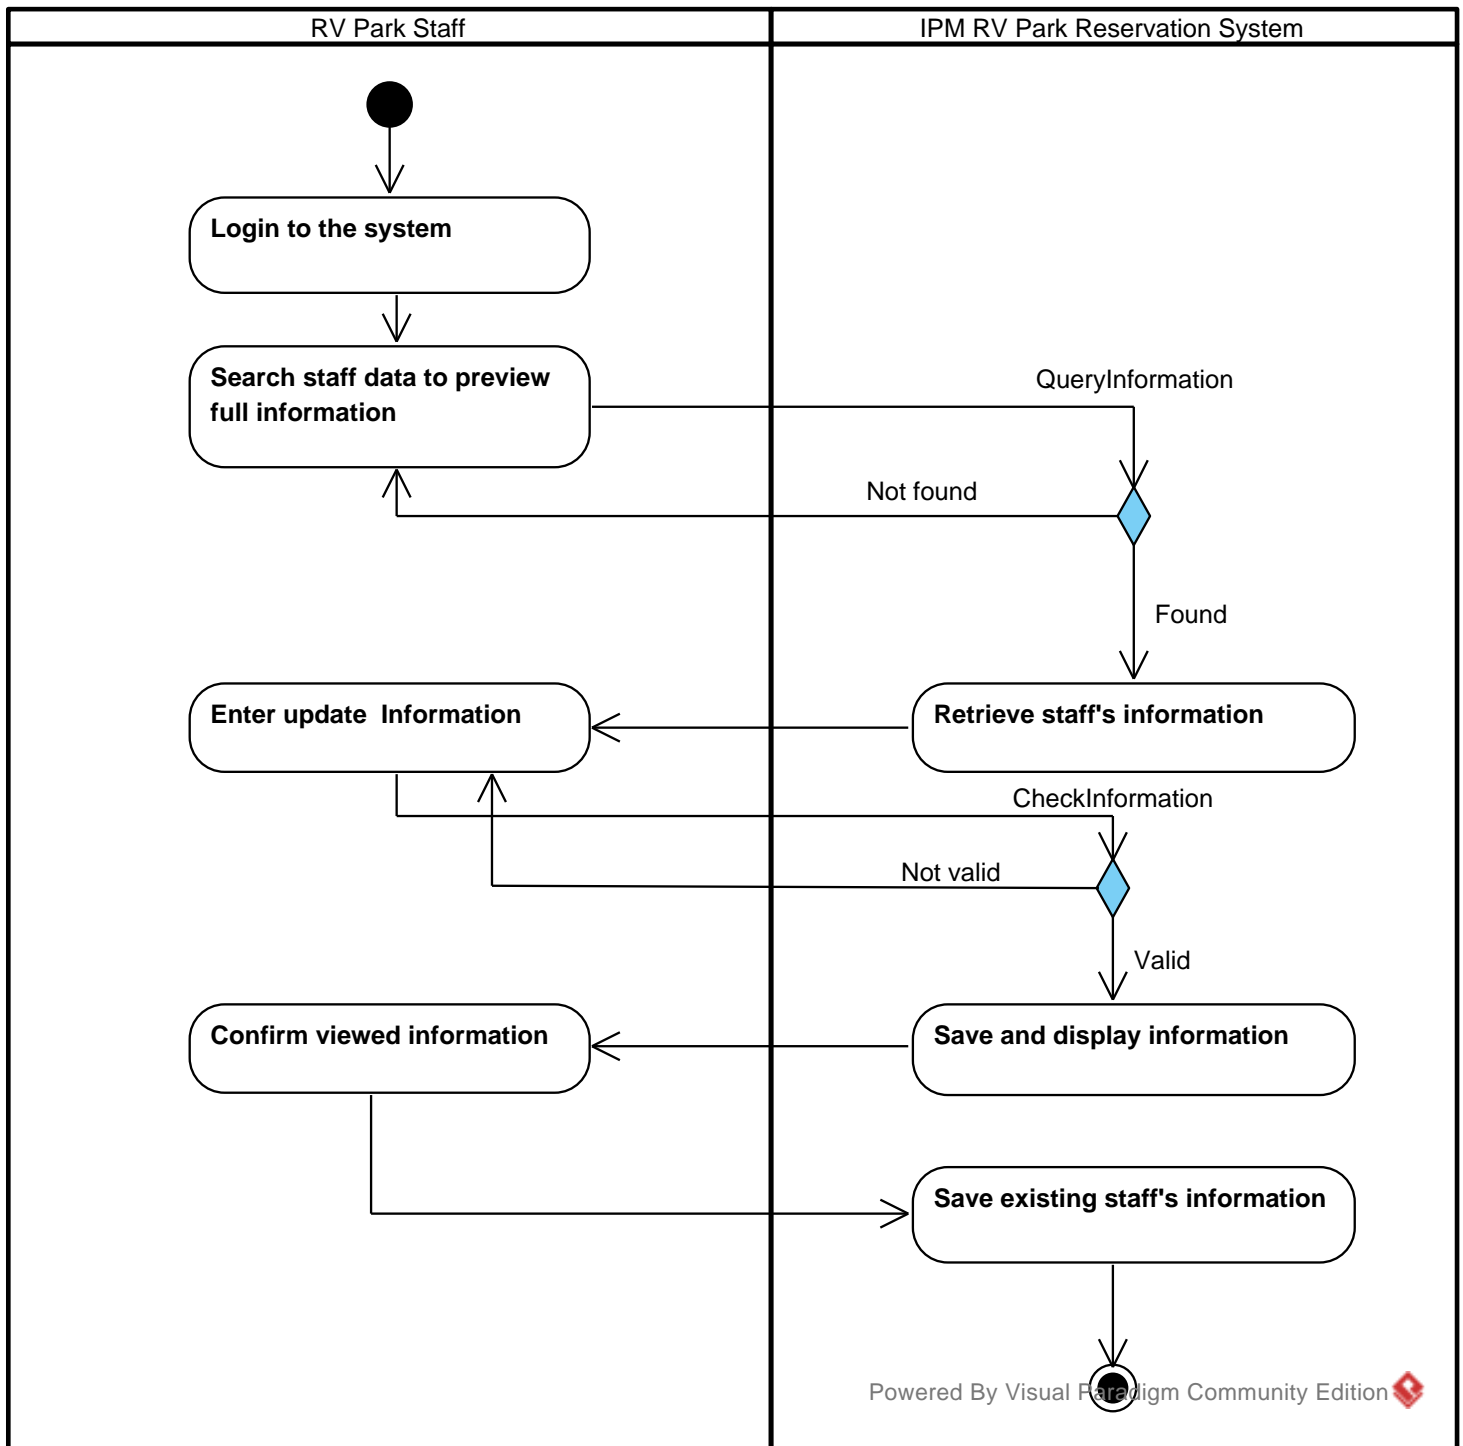 RV Park Staff
IPM RV Park Reservation System
Login to the system
Search staff data to preview
full information
QueryInformation
Not found
Found
Enter update  Information
Retrieve staff's information
CheckInformation
Not valid
Valid
Confirm viewed information
Save and display information
Save existing staff's information
Powered By Visual Paradigm Community Edition